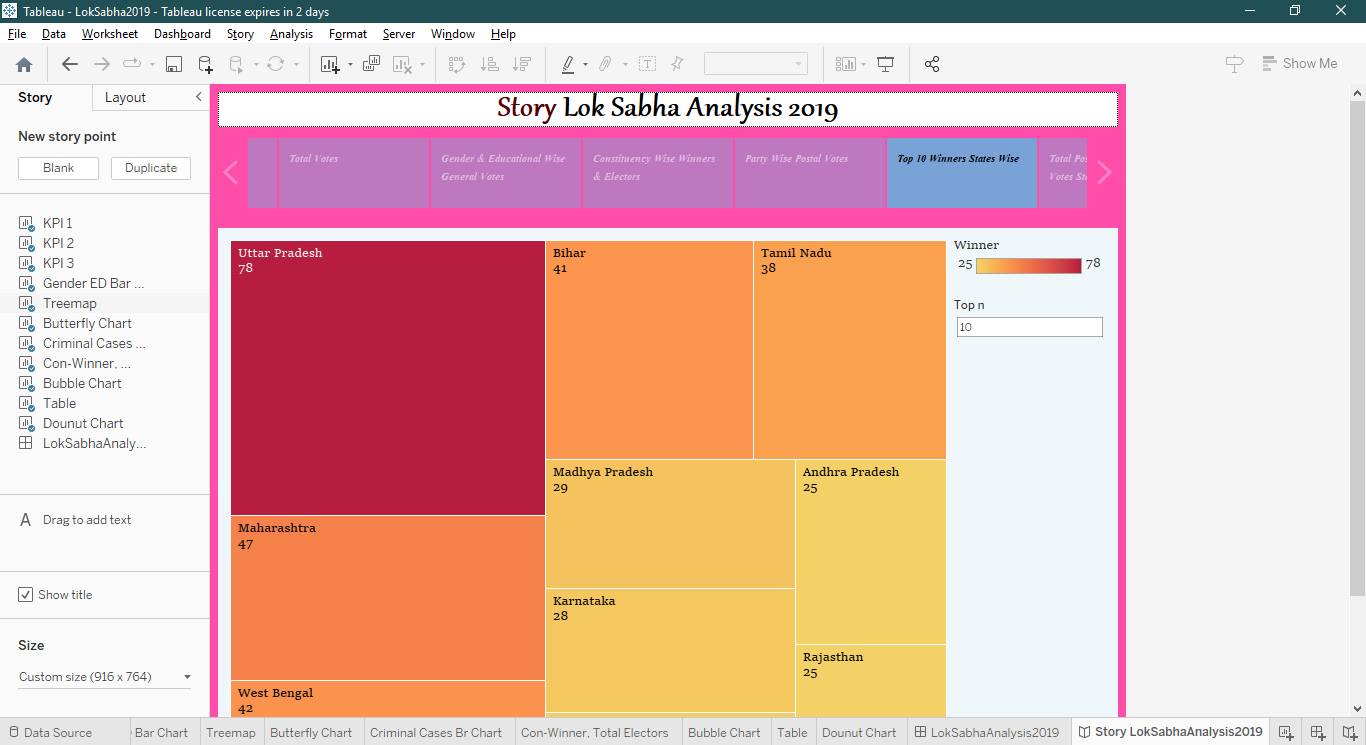 Tableau - LokSabha2019 - Tableau license expires in 2 days
File Data Worksheet Dashboard Story Analysis Format Server Window Help
Show Me
Story Layout
New story point
Blank Duplicate
KPI 1
KPI 2
KPI 3
Gender ED Bar ...
Treemap
Butterfly Chart
Criminal Cases ...
Con-Winner, ...
Bubble Chart
Table
Dounut Chart
LokSabhaAnaly...
A Drag to add text
Show title
Size
Custom size (916 x 764)
Story Lok Sabha Analysis 2019
Total Votes
Gender & Educational Wise
General Votes
Constituency Wise Winners
& Electors
Party Wise Postal Votes
Top 10 Winners States Wise
Total Pos
Votes Sta
Uttar Pradesh
78
Bihar
41
Tamil Nadu
38
Madhya Pradesh
29
Andhra Pradesh
25
Maharashtra
47
Karnataka
28
Rajasthan
25
West Bengal
42
Winner
25 78
Top n
10
Data Source Bar Chart Treemap Butterfly Chart Criminal Cases Br Chart Con-Winner, Total Electors Bubble Chart Table Dounut Chart LokSabhaAnalysis2019 Story LokSabhaAnalysis2019